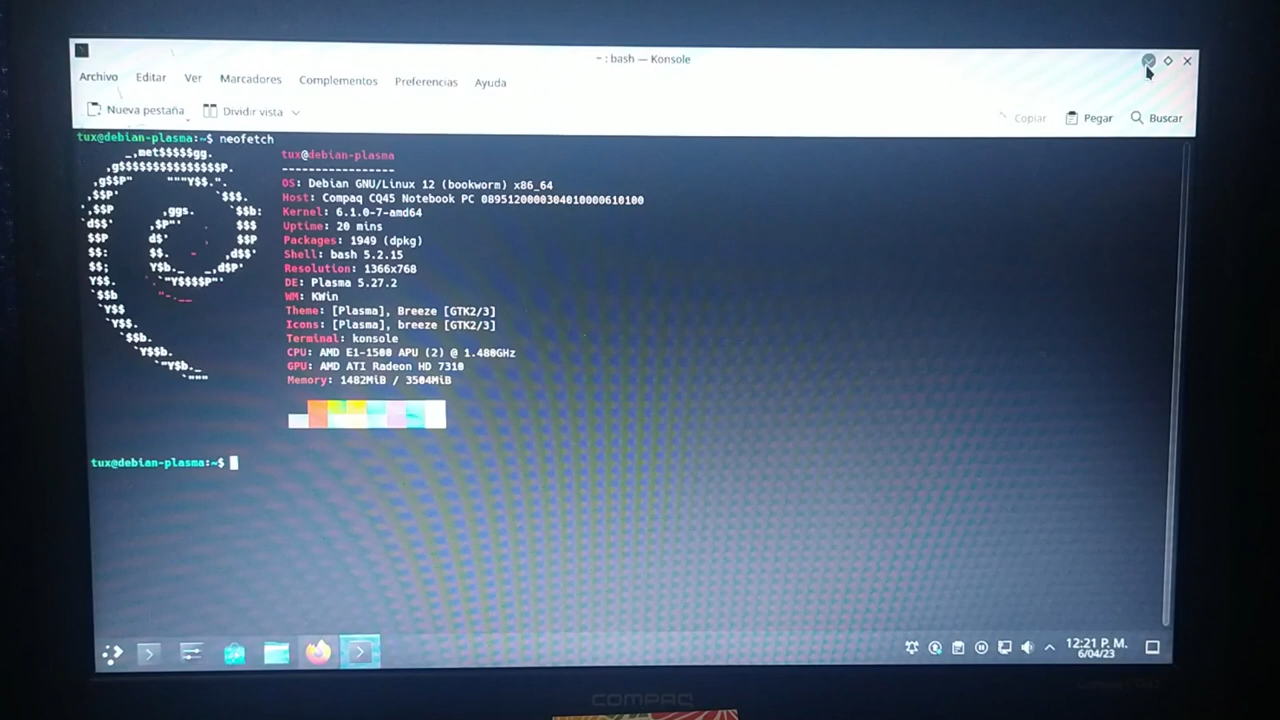 ~ : bash — Konsole
Archivo Editar Ver Marcadores Complementos Preferencias Ayuda
Nueva pestaña Dividir vista Copiar Pegar Buscar
tux@debian-plasma:~$ neofetch
_,met$$$$$gg.
,g$$$$$$$$$$$$$$$P.
,g$$P" """Y$$.".
,$$P' `$$$.
',$$P ,ggs. `$$b:
`d$$' ,$P"' . $$$
$$P d$' , $$P
$$: $$. - ,d$$'
$$; Y$b._ _,d$P'
Y$$. `.`"Y$$$$P"'
`$$b "-.__
`Y$$
`Y$$.
`$$b.
`Y$$b.
`"Y$b._
`"""
tux@debian-plasma
-----------------
OS: Debian GNU/Linux 12 (bookworm) x86_64
Host: Compaq CQ45 Notebook PC 0895120000304010000610100
Kernel: 6.1.0-7-amd64
Uptime: 20 mins
Packages: 1949 (dpkg)
Shell: bash 5.2.15
Resolution: 1366x768
DE: Plasma 5.27.2
WM: KWin
Theme: [Plasma], Breeze [GTK2/3]
Icons: [Plasma], breeze [GTK2/3]
Terminal: konsole
CPU: AMD E1-1500 APU (2) @ 1.480GHz
GPU: AMD ATI Radeon HD 7310
Memory: 1482MiB / 3504MiB
tux@debian-plasma:~$
12:21 P. M.
6/04/23
COMPAQ